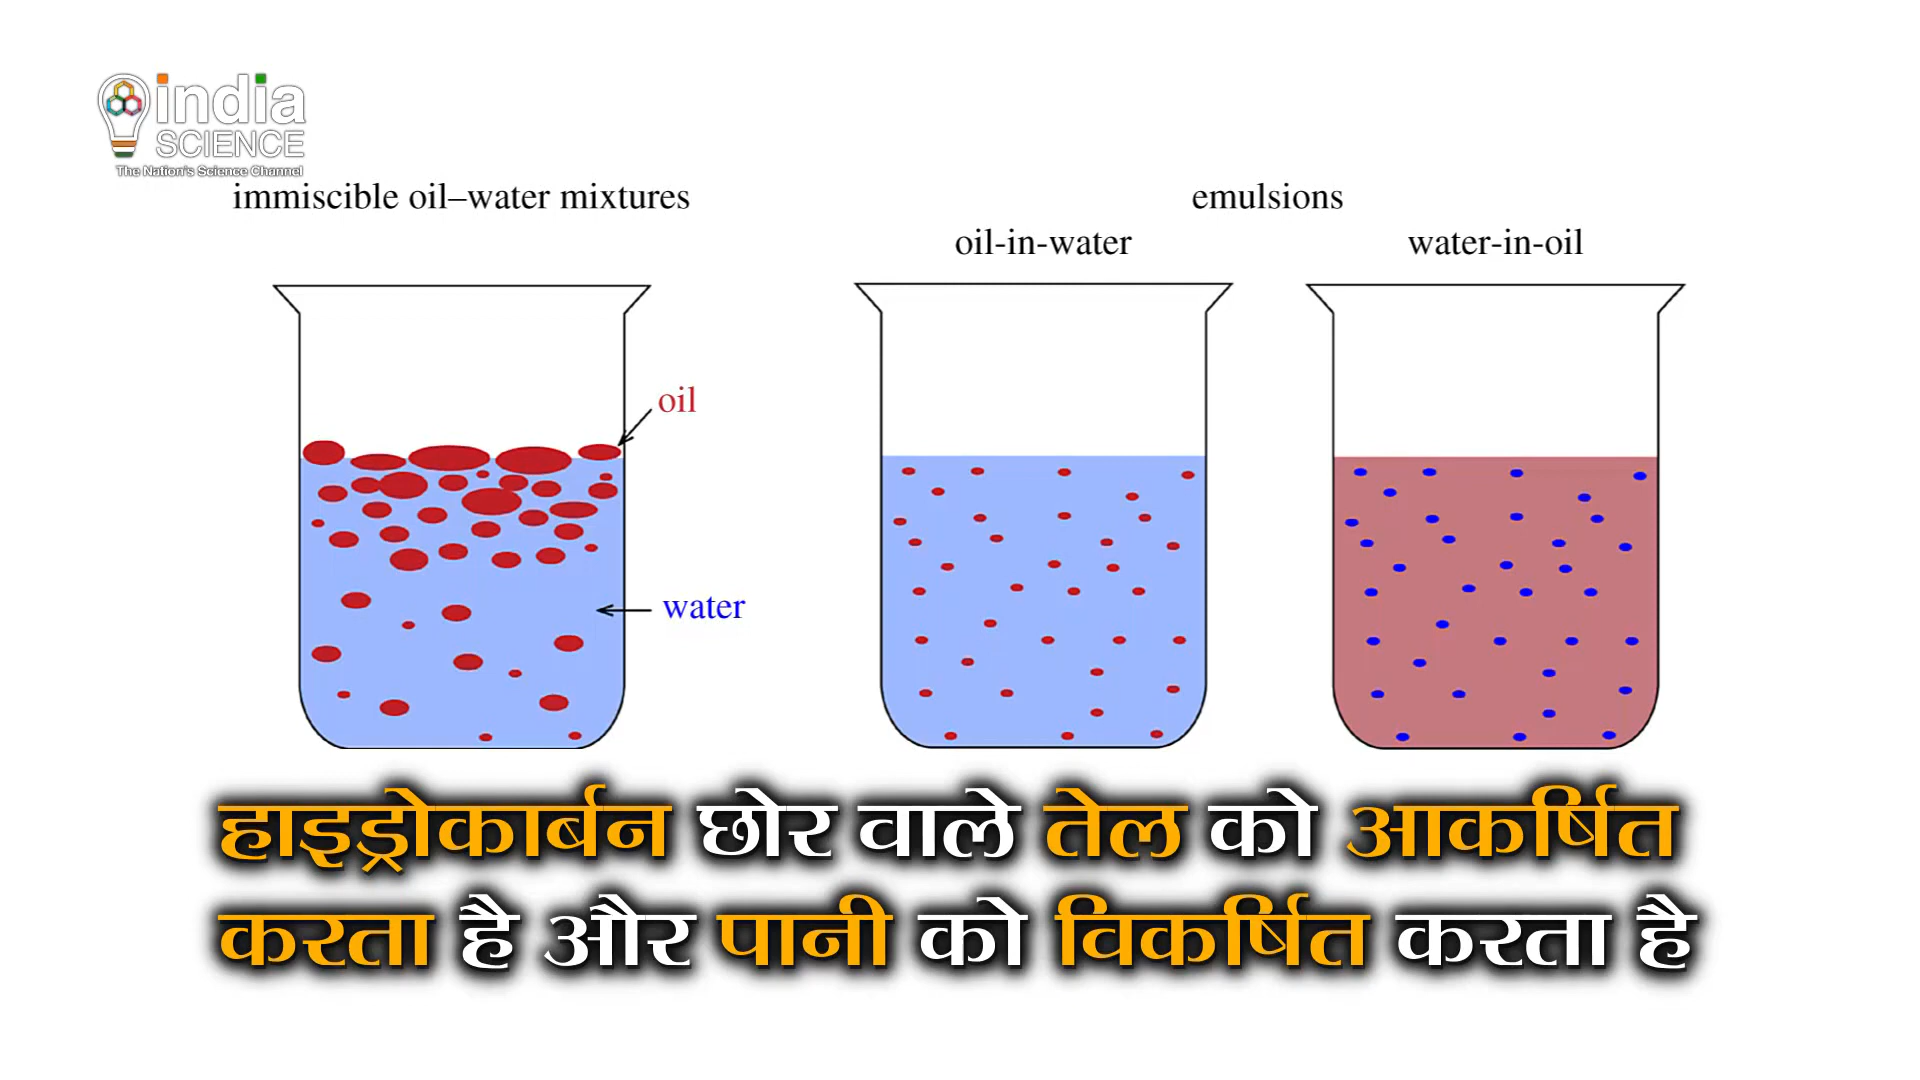 india
SCIENCE
The Nation's Science Channel
immiscible oil–water mixtures
emulsions
oil-in-water
water-in-oil
oil
water
हाइड्रोकार्बन छोर वाले तेल को आकर्षित
करता है और पानी को विकर्षित करता है